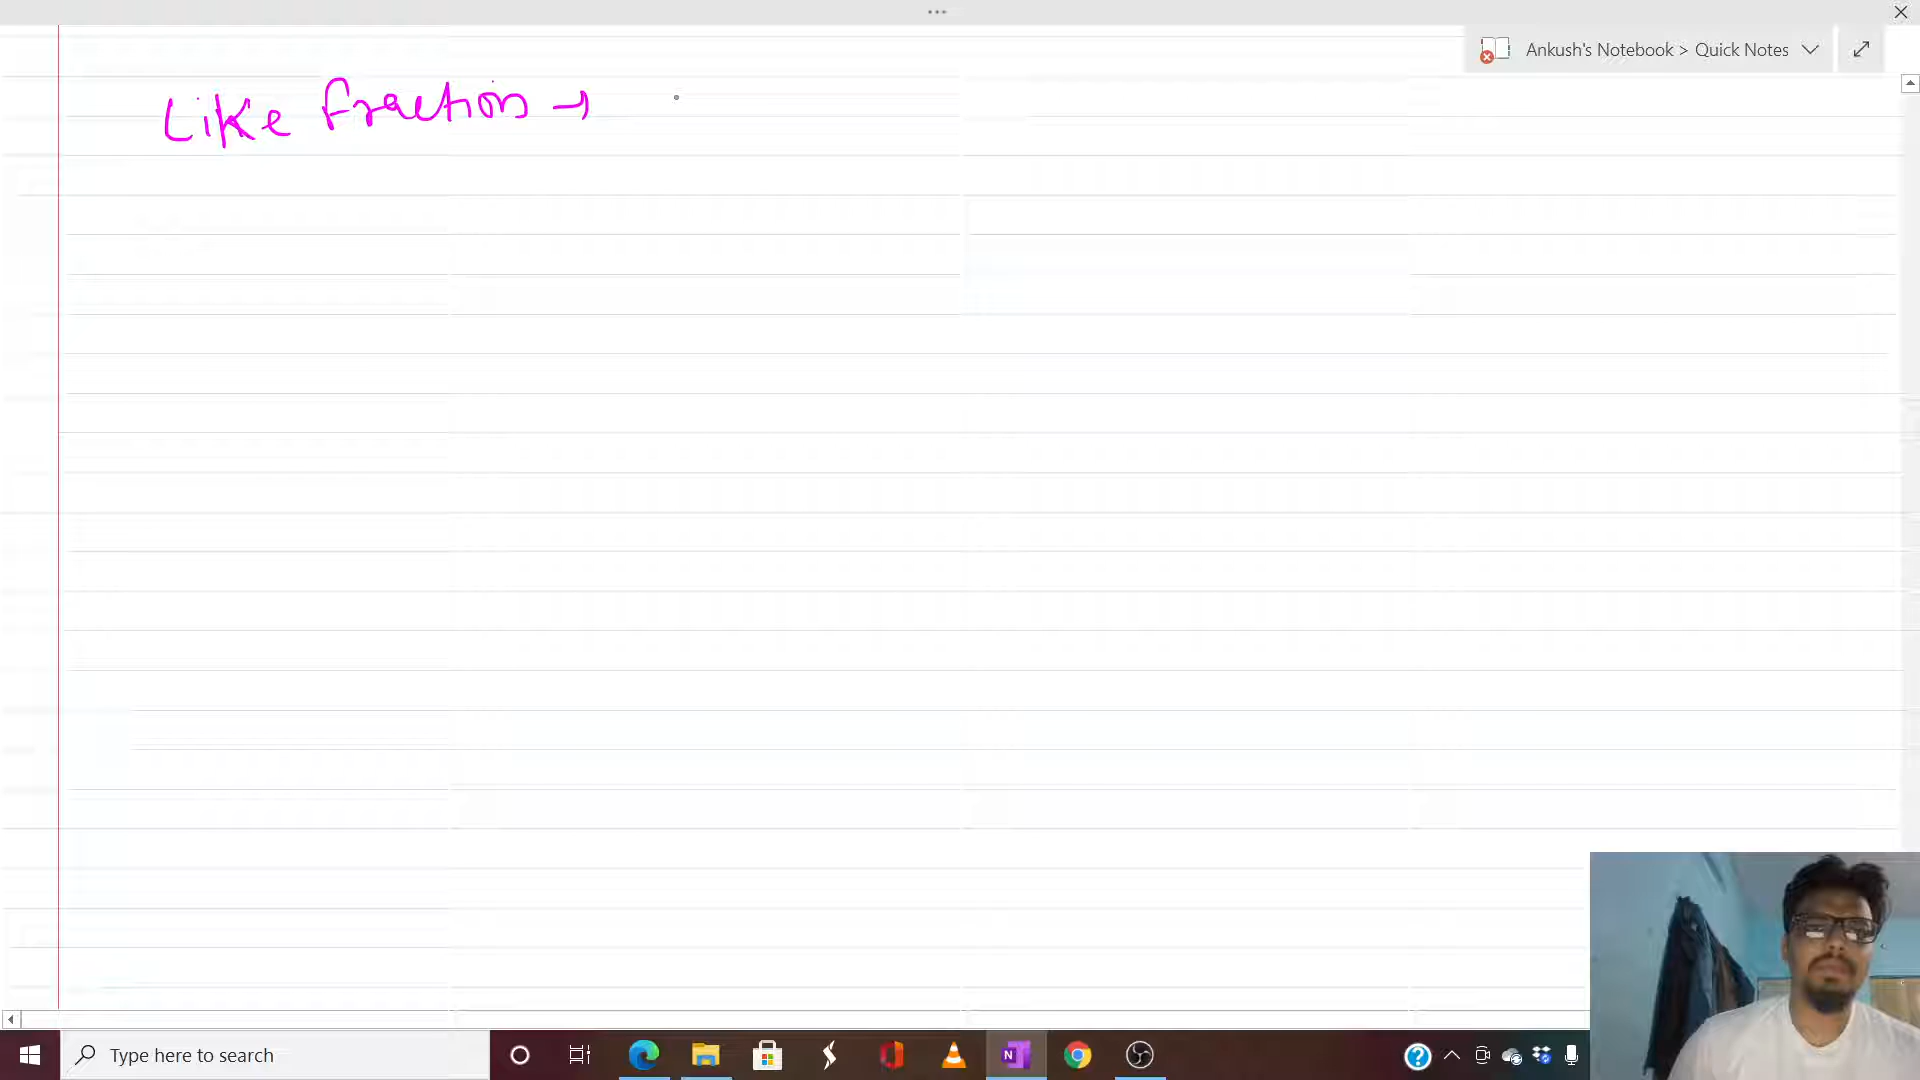 Ankush's Notebook > Quick Notes
Like fraction →
Type here to search